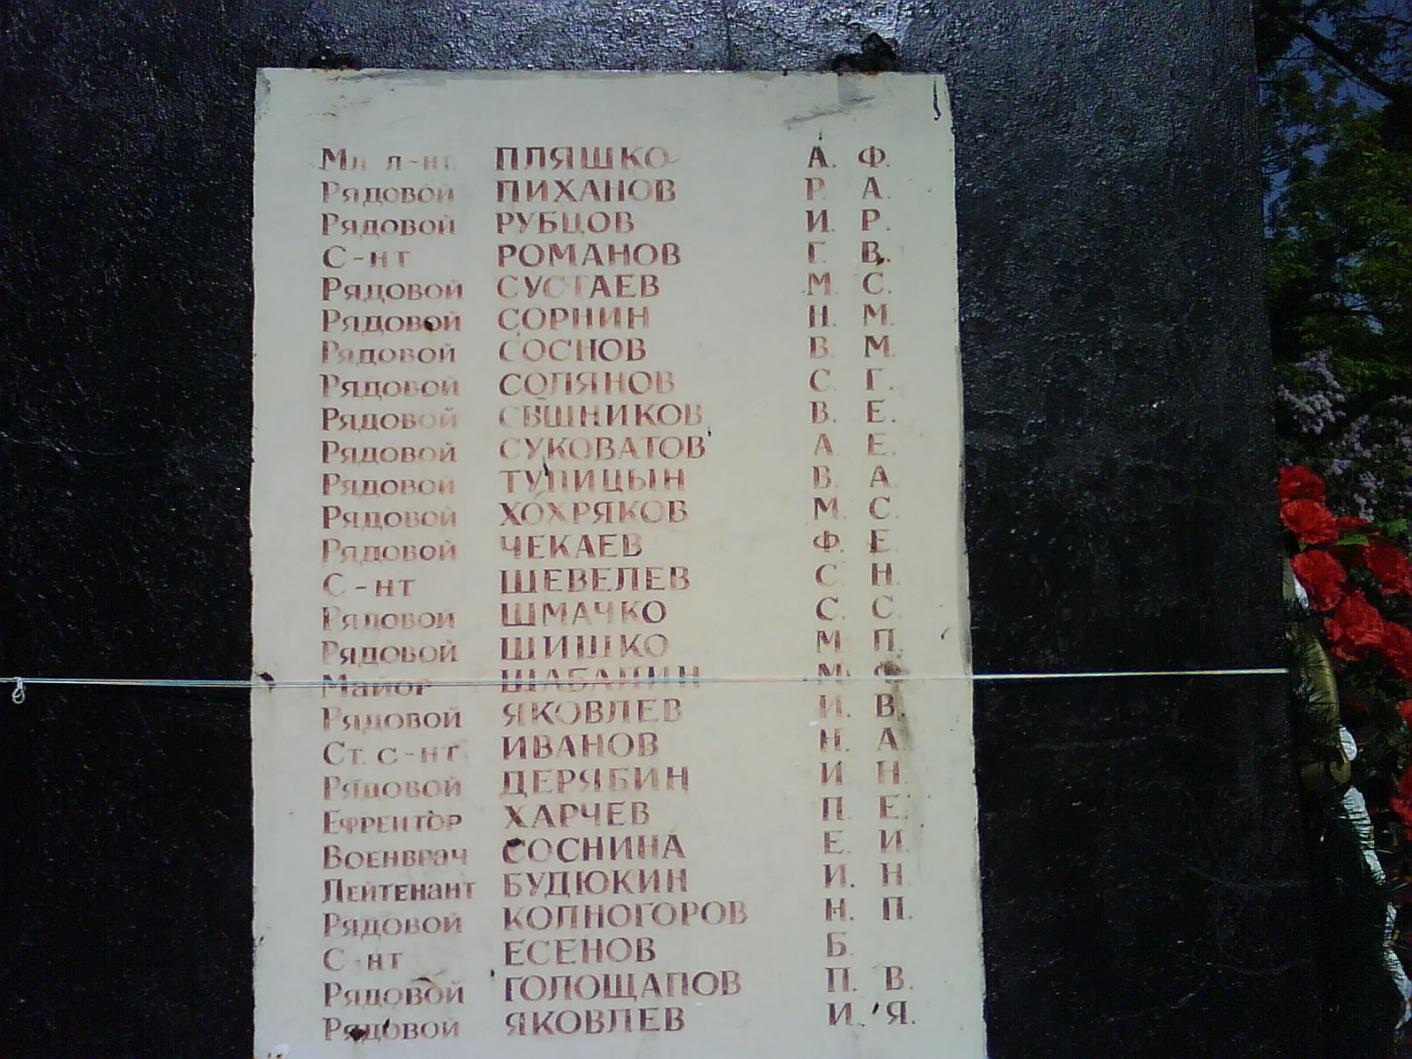 Мл л-нт. ПЛЯШКО А. Ф.
Рядовой ПИХАНОВ Р. А.
Рядовой РУБЦОВ И. Р.
С-нт РОМАНОВ Г. В.
Рядовой СУСТАЕВ М. С.
Рядовой СОРНИН Н. М.
Рядовой СОСНОВ В. М.
Рядовой СОЛЯНОВ С. Г.
Рядовой В. Е.
Рядовой СУКОВАТОВ А. Е.
Рядовой ТУПИЦЫН В. А.
Рядовой ХОХРЯКОВ М. С.
Рядовой ЧЕКАЕВ Ф. Е.
С-нт ШЕВЕЛЕВ С. Н.
Рядовой ШМАЧКО С. С.
Рядовой ШИШКО М. П.
Майор ШАБАЛИН М. Ф.
Рядовой ЯКОВЛЕВ И. В.
Ст. с-нт ИВАНОВ Н. А.
Рядовой ДЕРЯБИН И. Н.
Ефрейтор ХАРЧЕВ П. Е.
Военврач СОСНИНА Е. И.
Лейтенант БУДЮКИН И. Н.
Рядовой КОПНОГОРОВ Н. П.
С-нт ЕСЕНОВ Б.
Рядовой ГОЛОЩАПОВ П. В.
Рядовой ЯКОВЛЕВ И. Я.